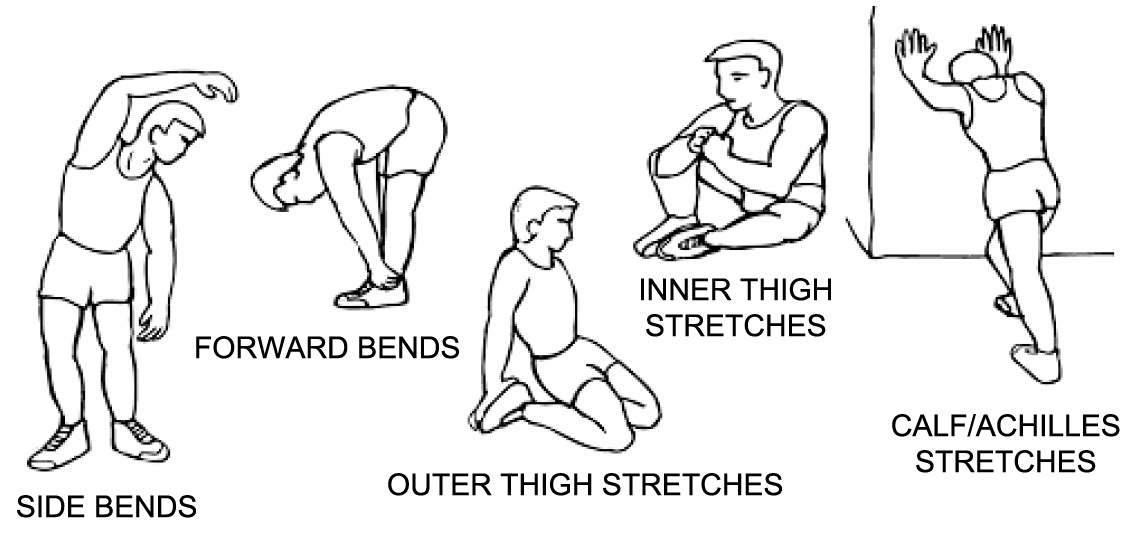 SIDE BENDS
FORWARD BENDS
OUTER THIGH STRETCHES
INNER THIGH
STRETCHES
CALF/ACHILLES
STRETCHES